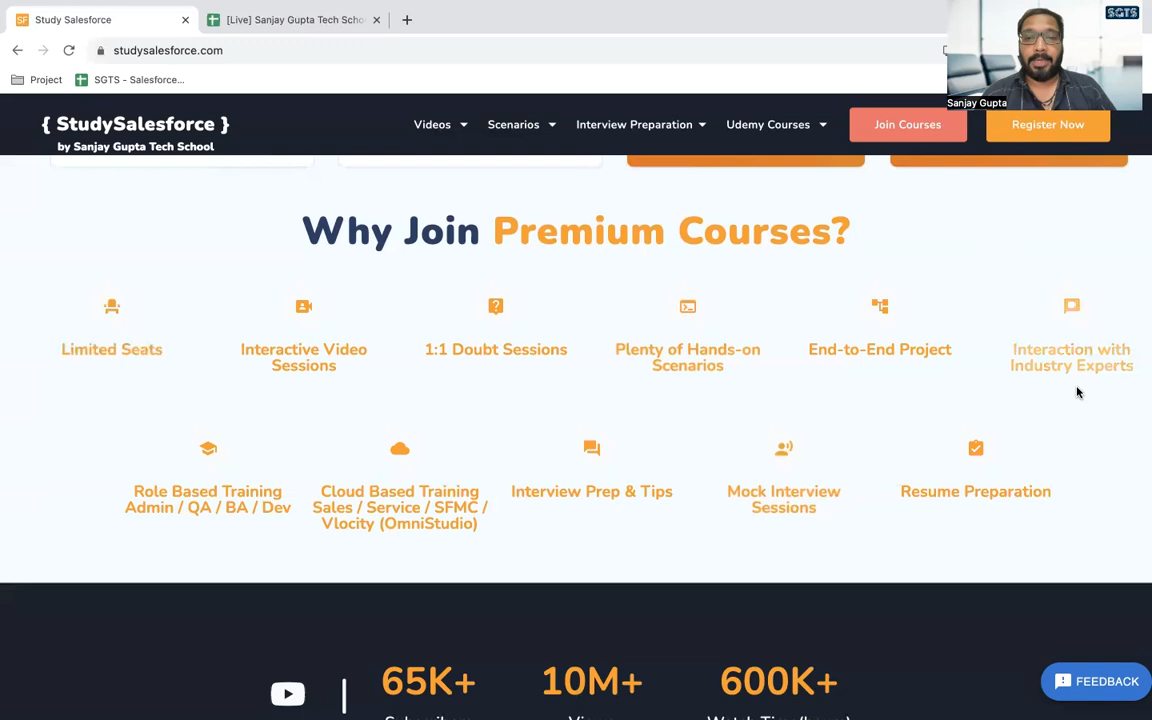 Study Salesforce
[Live] Sanjay Gupta Tech Scho
studysalesforce.com
Project
SGTS - Salesforce...
SGTS
Sanjay Gupta
{ StudySalesforce }
by Sanjay Gupta Tech School
Videos
Scenarios
Interview Preparation
Udemy Courses
Join Courses
Register Now
Why Join Premium Courses?
Limited Seats
Interactive Video
Sessions
1:1 Doubt Sessions
Plenty of Hands-on
Scenarios
End-to-End Project
Interaction with
Industry Experts
Role Based Training
Admin / QA / BA / Dev
Cloud Based Training
Sales / Service / SFMC /
Vlocity (OmniStudio)
Interview Prep & Tips
Mock Interview
Sessions
Resume Preparation
65K+
10M+
600K+
FEEDBACK